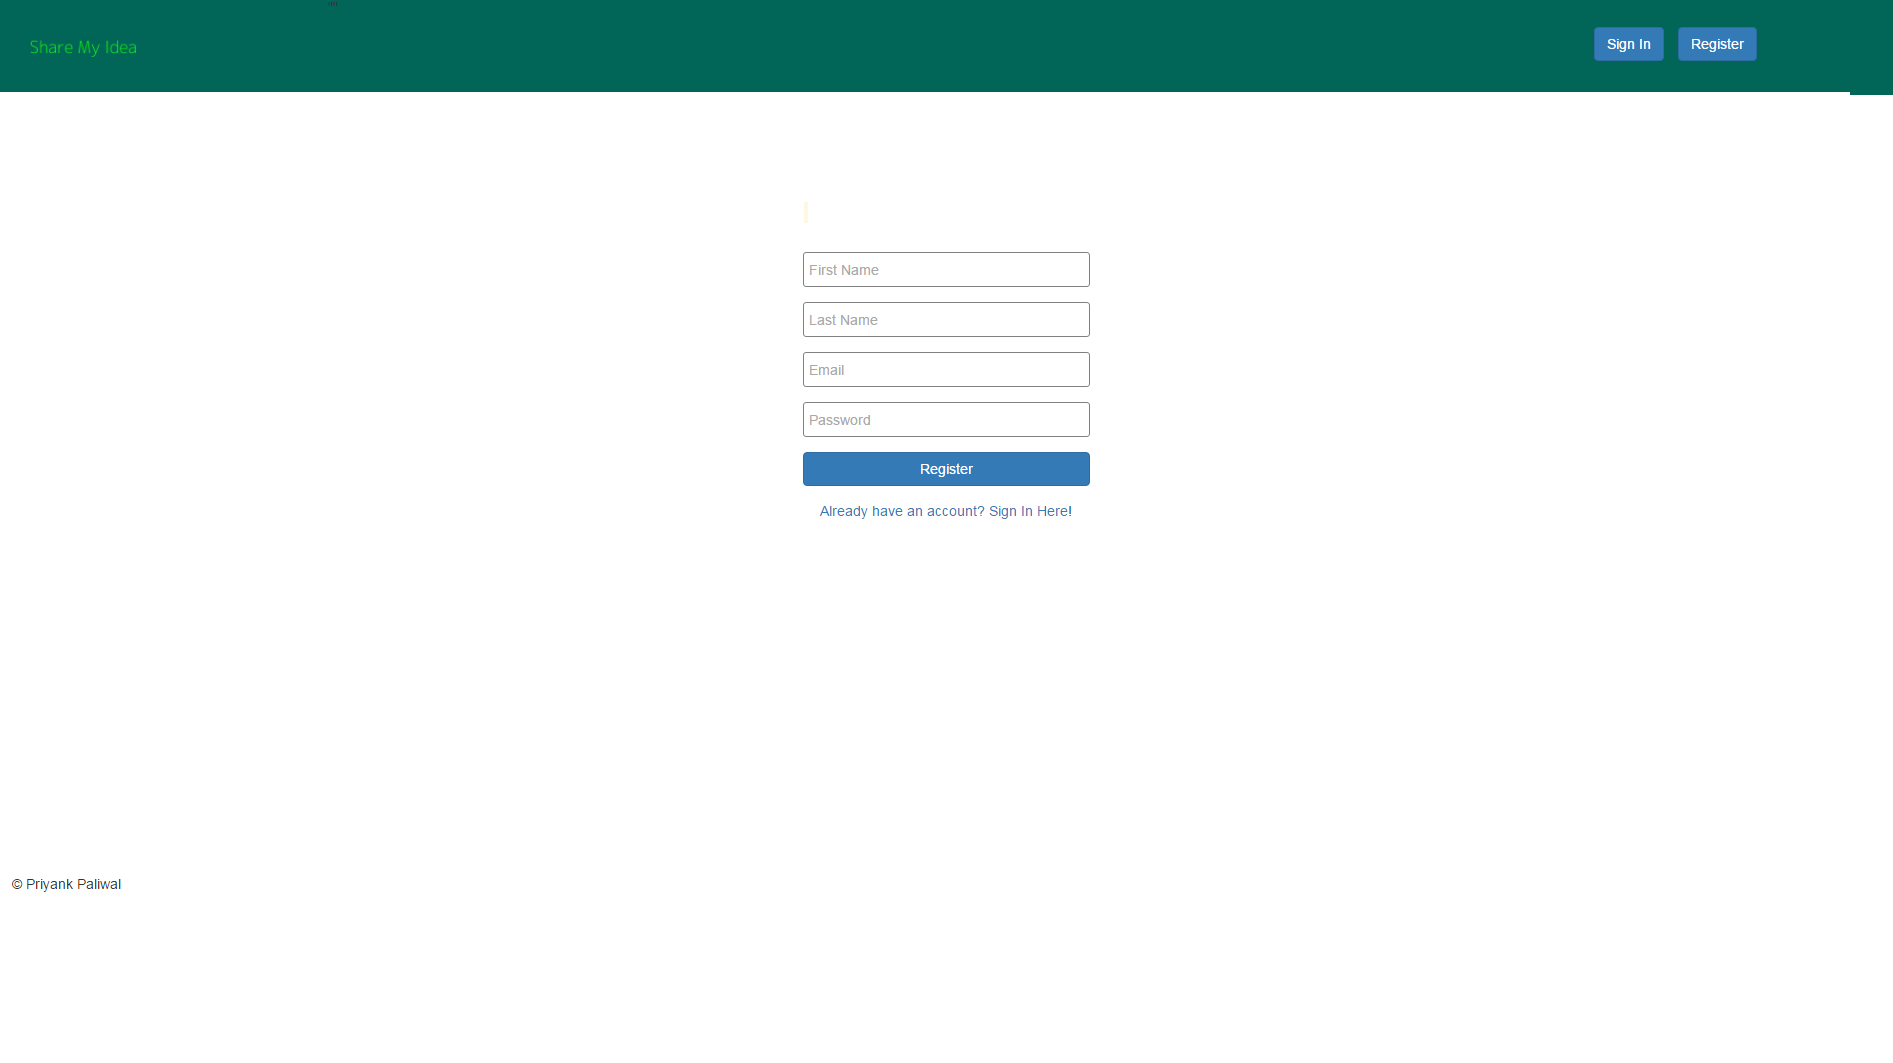 ""
Share My Idea
Sign In
Register
First Name
Last Name
Email
Password
Register
Already have an account? Sign In Here!
© Priyank Paliwal